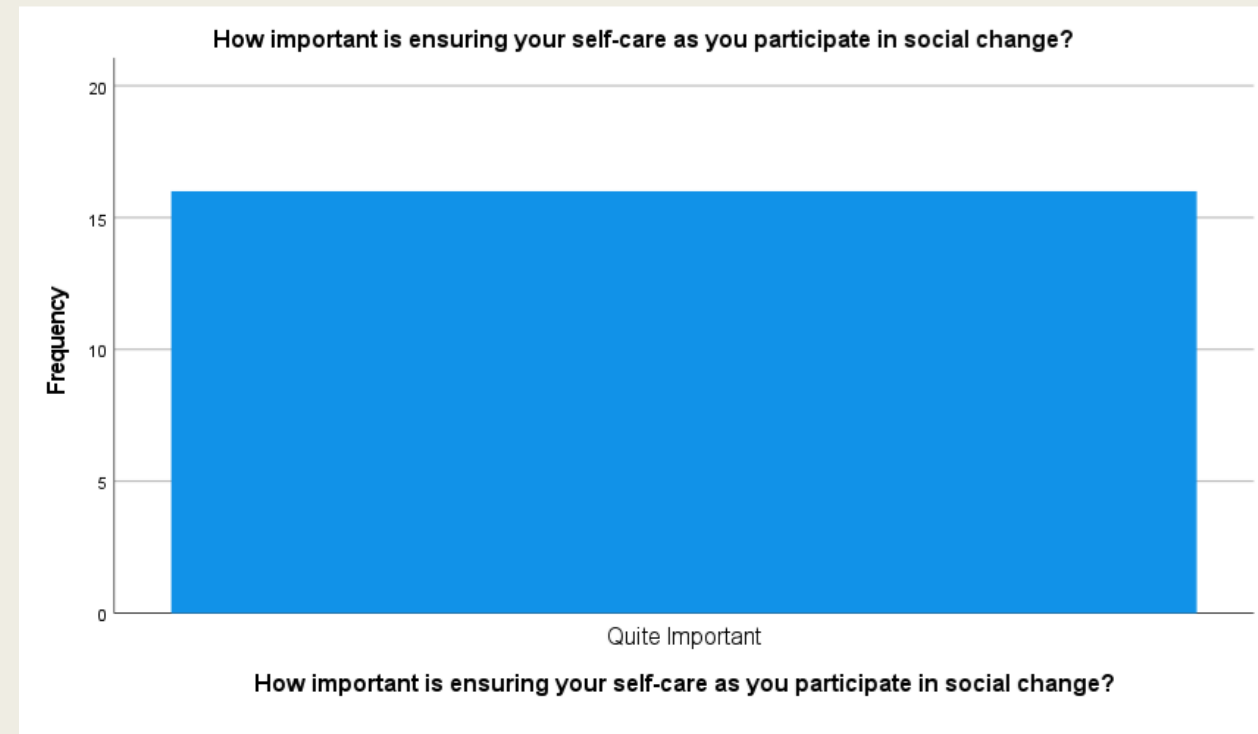 How important is ensuring your self-care as you participate in social change?
20
15
10
5
0
Frequency
Quite Important
How important is ensuring your self-care as you participate in social change?